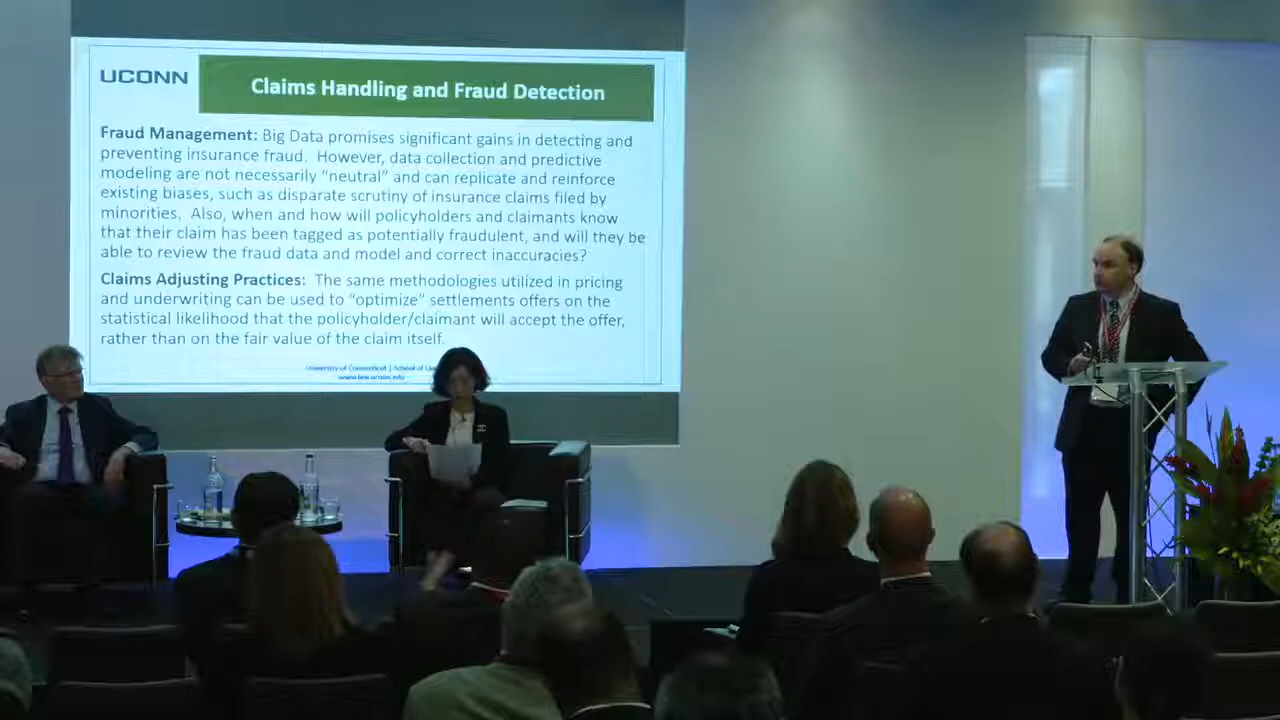 UCONN
Claims Handling and Fraud Detection
Fraud Management: Big Data promises significant gains in detecting and
preventing insurance fraud. However, data collection and predictive
modeling are not necessarily “neutral” and can replicate and reinforce
existing biases, such as disparate scrutiny of insurance claims filed by
minorities. Also, when and how will policyholders and claimants know
that their claim has been tagged as potentially fraudulent, and will they be
able to review the fraud data and model and correct inaccuracies?
Claims Adjusting Practices: The same methodologies utilized in pricing
and underwriting can be used to “optimize” settlements offers on the
statistical likelihood that the policyholder/claimant will accept the offer,
rather than on the fair value of the claim itself.
University of Connecticut | School of
www.law.uconn.edu